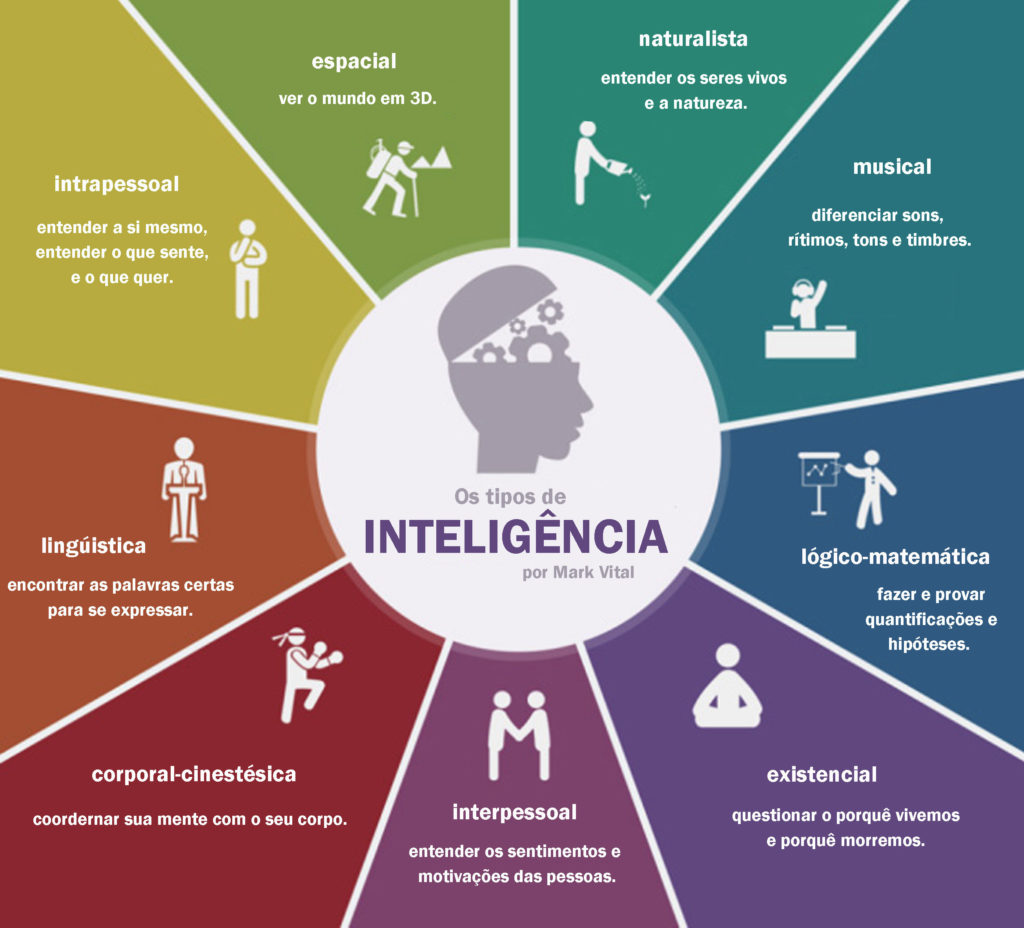 espacial
ver o mundo em 3D.
naturalista
entender os seres vivos
e a natureza.
musical
diferenciar sons,
rítimos, tons e timbres.
intrapessoal
entender a si mesmo,
entender o que sente,
e o que quer.
Os tipos de
INTELIGÊNCIA
por Mark Vital
lingúistica
encontrar as palavras certas
para se expressar.
lógico-matemática
fazer e provar
quantificações e
hipóteses.
corporal-cinestésica
coordernar sua mente com o seu corpo.
interpessoal
entender os sentimentos e
motivações das pessoas.
existencial
questionar o porquê vivemos
e porquê morremos.